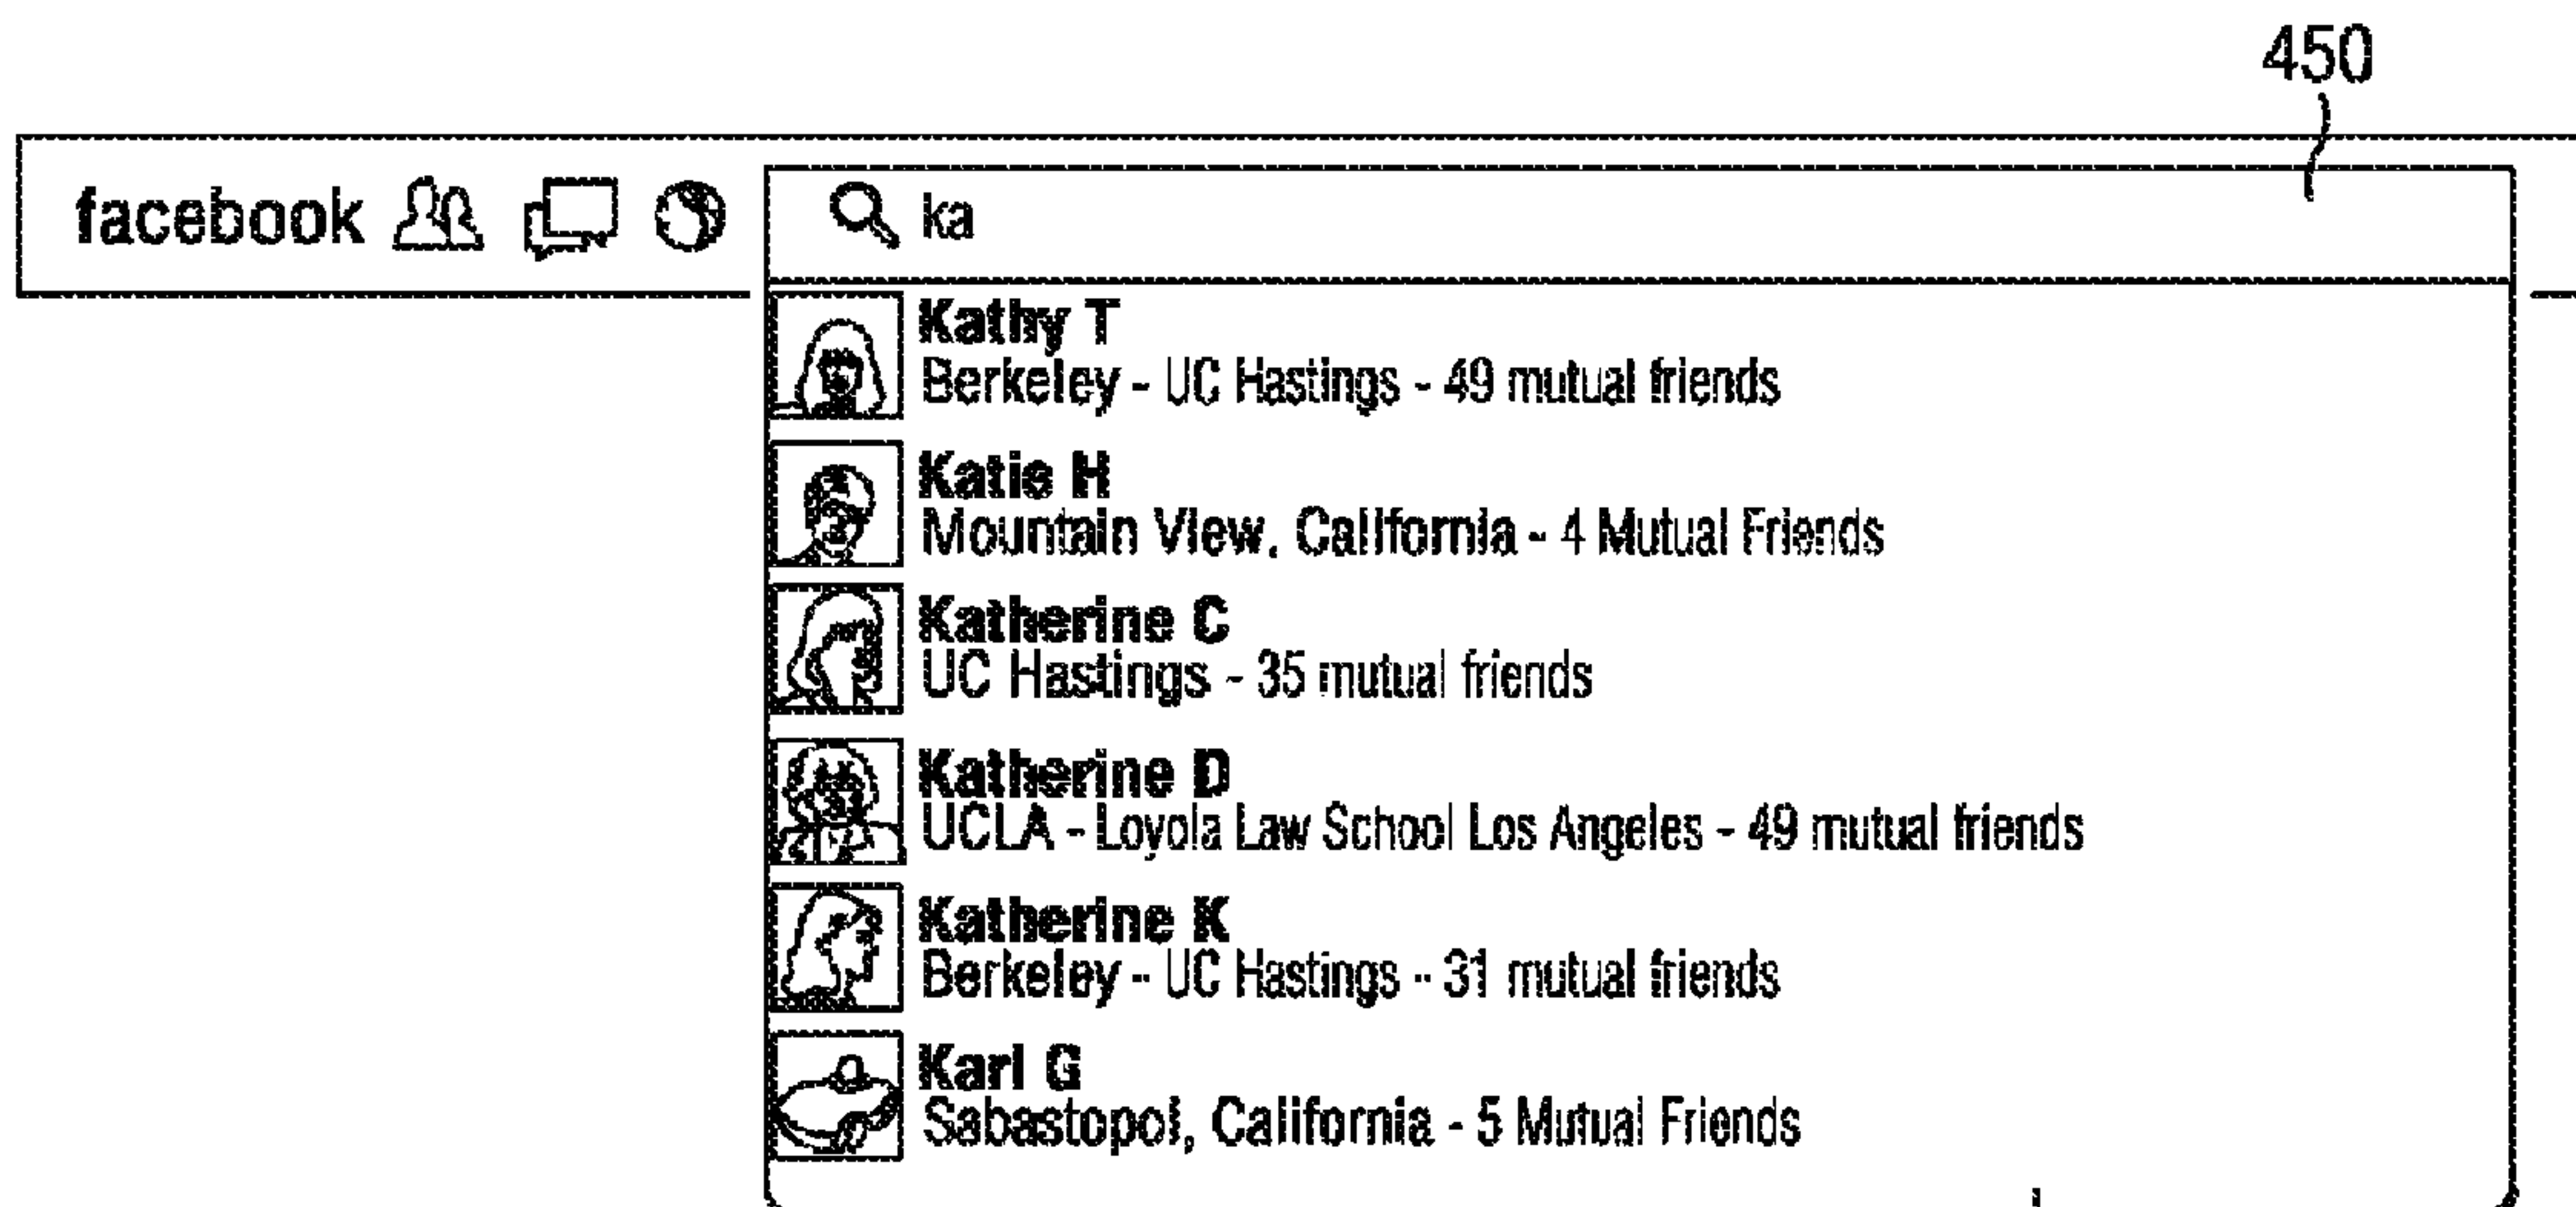 450
facebook ka
Kathy T
Berkeley - UC Hastings - 49 mutual friends
Katie H
Mountain View, California - 4 Mutual Friends
Katherine C
UC Hastings - 35 mutual friends
Katherine D
UCLA - Loyola Law School Los Angeles - 49 mutual friends
Katherine K
Berkeley - UC Hastings - 31 mutual friends
Karl G
Sabastopol, California - 5 Mutual Friends